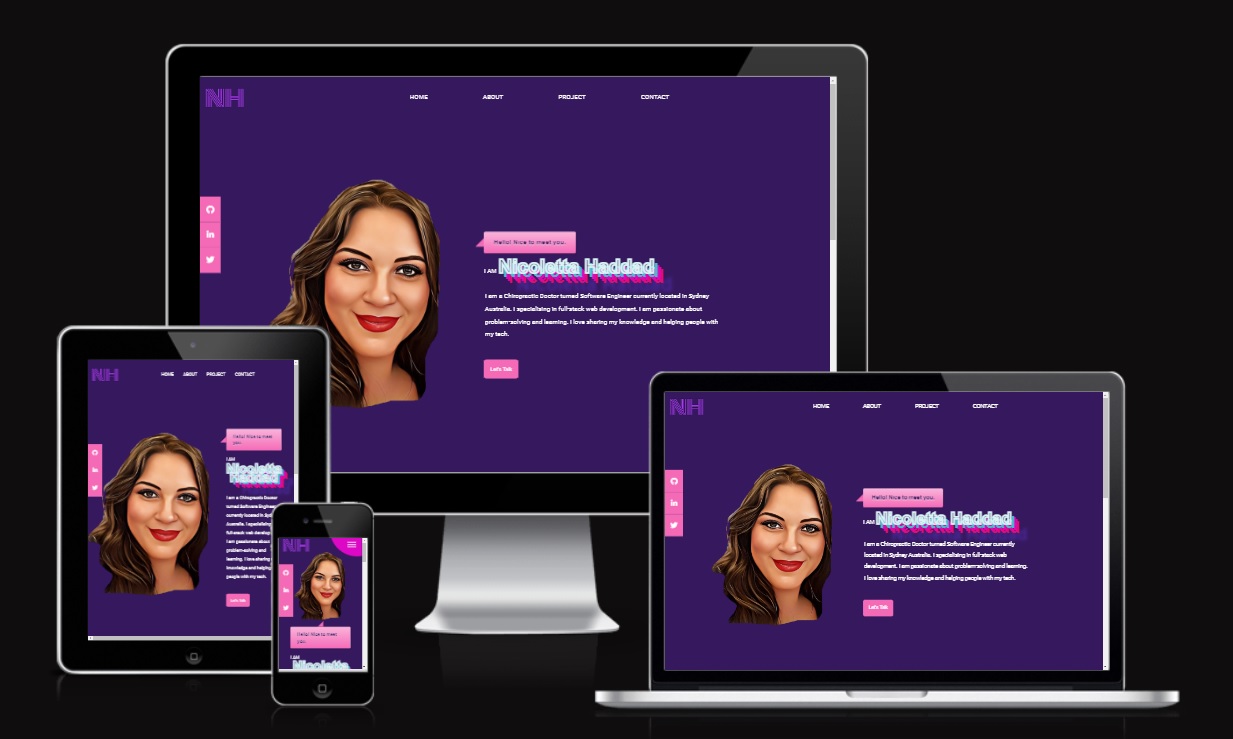 NH
HOME ABOUT PROJECT CONTACT
Hello! Nice to meet you.
I AM Nicoletta Haddad
I am a Chiropractic Doctor turned Software Engineer currently located in Sydney
Australia. I specialising in full-stack web development. I am passionate about
problem-solving and learning. I love sharing my knowledge and helping people with
my tech.
Let's Talk
NH
HOME ABOUT PROJECT CONTACT
Hello! Nice to meet
you.
I AM
Nicoletta
Haddad
I am a Chiropractic Doctor
turned Software Engineer
currently located in Syd
Australia. I specialising
full-stack web develop
I am passionate about
problem-solving and
learning. I love sharing
knowledge and helping
people with my tech.
Let's Talk
NH
Hello! Nice to meet
you.
I AM
Nicoletta
NH
HOME ABOUT PROJECT CONTACT
Hello! Nice to meet you.
I AM Nicoletta Haddad
I am a Chiropractic Doctor turned Software Engineer currently
located in Sydney Australia. I specialising in full-stack web
development. I am passionate about problem-solving and learning.
I love sharing my knowledge and helping people with my tech.
Let's Talk